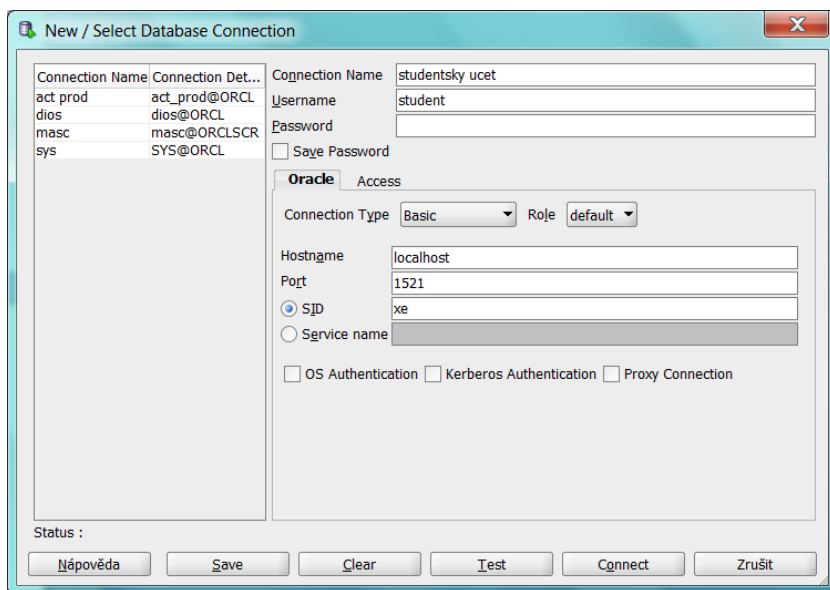 New / Select Database Connection
Connection Name Connection Det...
act prod act_prod@ORCL
dios dios@ORCL
masc masc@ORCLSCR
sys SYS@ORCL
Connection Name studentsky ucet
Username student
Password
Save Password
Oracle Access
Connection Type Basic Role default
Hostname localhost
Port 1521
SID xe
Service name
OS Authentication Kerberos Authentication Proxy Connection
Status :
Nápověda Save Clear Test Connect Zrušit